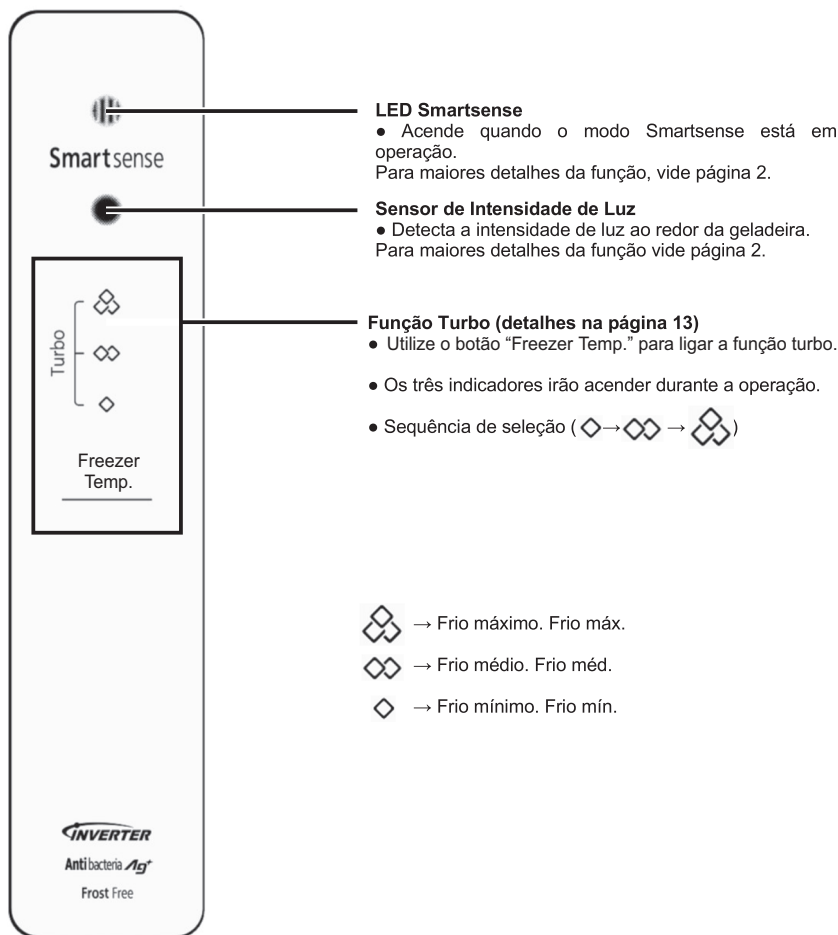 Smartsense
Turbo
Freezer
Temp.
INVERTER
Antibacteria Ag+
Frost Free
LED Smartsense
● Acende quando o modo Smartsense está em
operação.
Para maiores detalhes da função, vide página 2.
Sensor de Intensidade de Luz
● Detecta a intensidade de luz ao redor da geladeira.
Para maiores detalhes da função vide página 2.
Função Turbo (detalhes na página 13)
● Utilize o botão “Freezer Temp.” para ligar a função turbo.
● Os três indicadores irão acender durante a operação.
● Sequência de seleção ( → → )
→ Frio máximo. Frio máx.
→ Frio médio. Frio méd.
→ Frio mínimo. Frio mín.